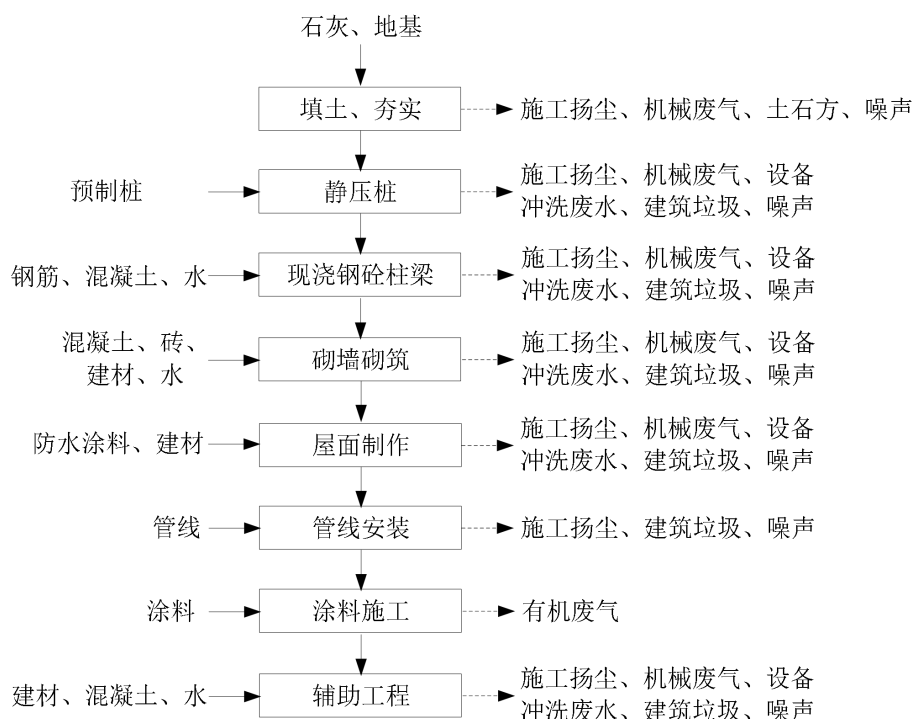 石灰、地基
填土、夯实
施工扬尘、机械废气、土石方、噪声
预制桩
静压桩
施工扬尘、机械废气、设备
冲洗废水、建筑垃圾、噪声
钢筋、混凝土、水
现浇钢砼柱梁
施工扬尘、机械废气、设备
冲洗废水、建筑垃圾、噪声
混凝土、砖、
建材、水
砌墙砌筑
施工扬尘、机械废气、设备
冲洗废水、建筑垃圾、噪声
防水涂料、建材
屋面制作
施工扬尘、机械废气、设备
冲洗废水、建筑垃圾、噪声
管线
管线安装
施工扬尘、建筑垃圾、噪声
涂料
涂料施工
有机废气
建材、混凝土、水
辅助工程
施工扬尘、机械废气、设备
冲洗废水、建筑垃圾、噪声